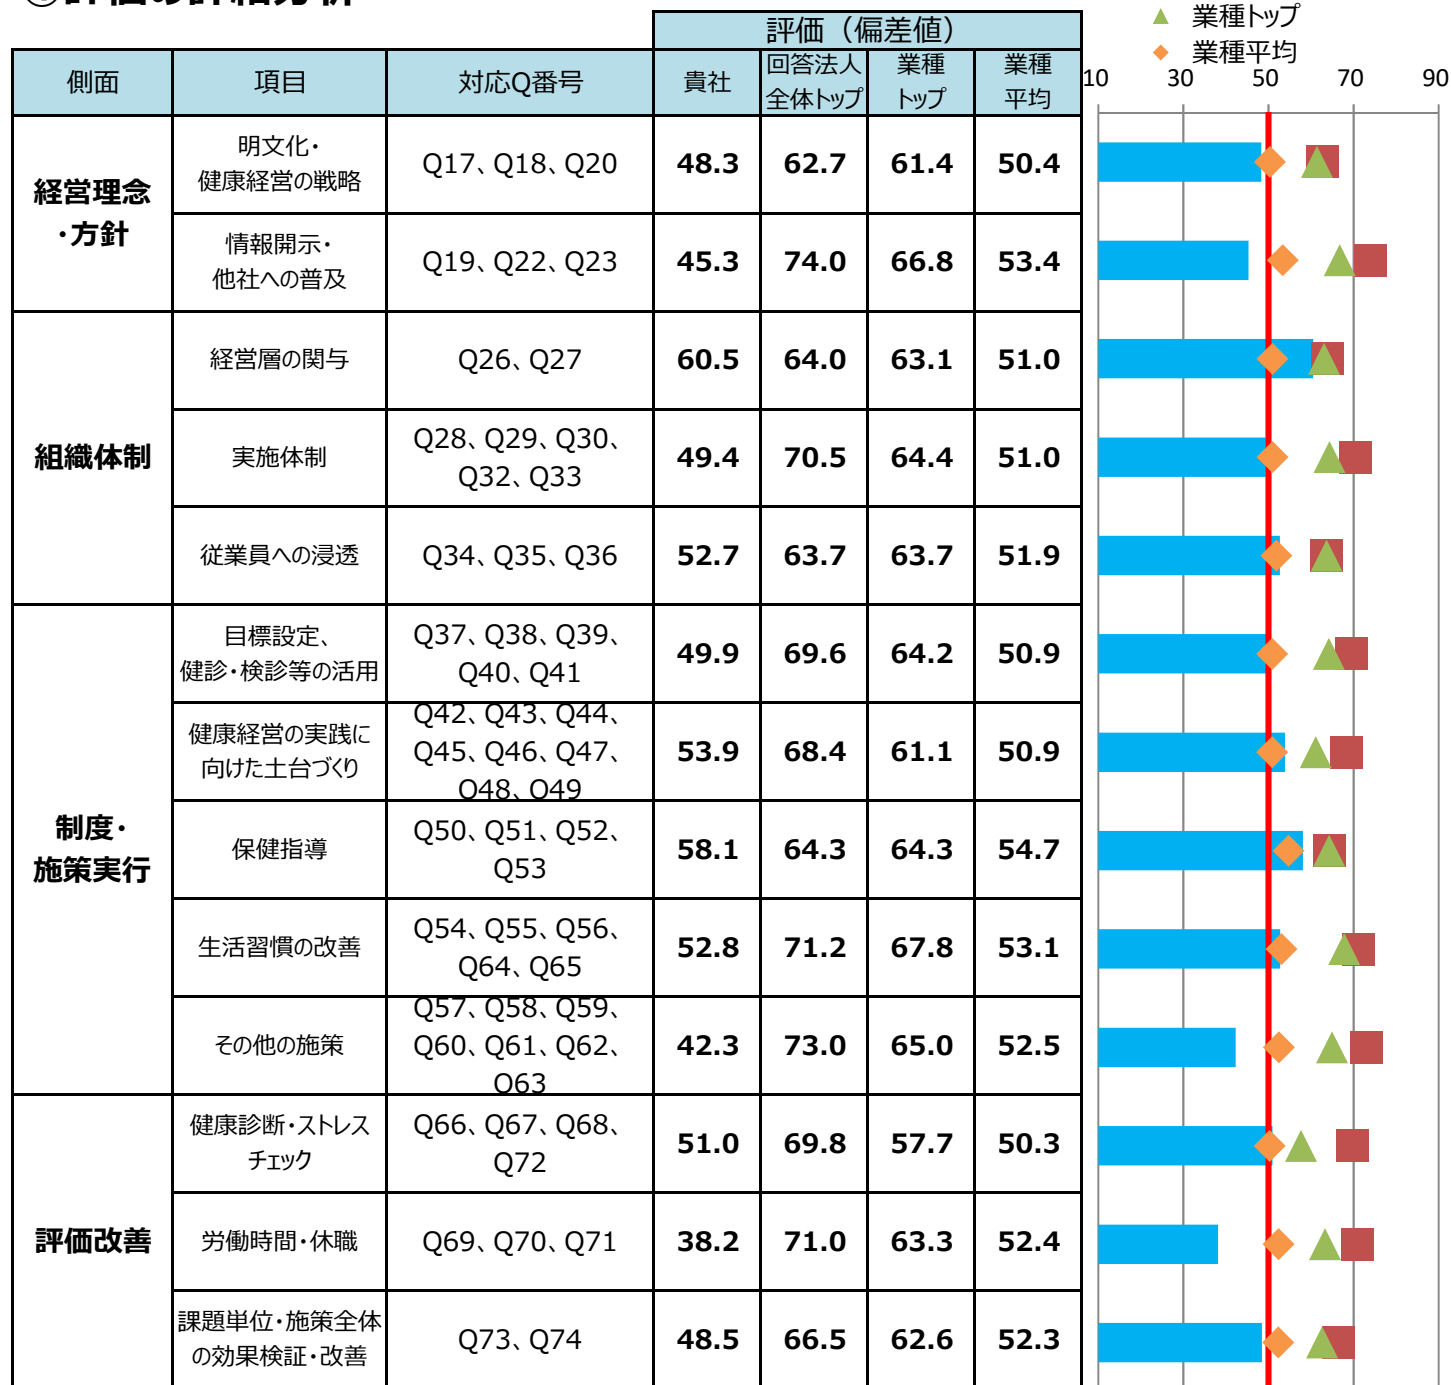 評価（偏差値）
▲ 業種トップ
◆ 業種平均
側面 項目 対応Q番号 貴社 回答法人 業種 業種
全体トップ トップ 平均
10 30 50 70 90
経営理念
・方針
明文化・
健康経営の戦略
Q17、Q18、Q20 48.3 62.7 61.4 50.4
情報開示・
他社への普及
Q19、Q22、Q23 45.3 74.0 66.8 53.4
組織体制
経営層の関与 Q26、Q27 60.5 64.0 63.1 51.0
実施体制
Q28、Q29、Q30、
Q32、Q33
49.4 70.5 64.4 51.0
従業員への浸透 Q34、Q35、Q36 52.7 63.7 63.7 51.9
制度・
施策実行
目標設定、
健診・検診等の活用
Q37、Q38、Q39、
Q40、Q41
49.9 69.6 64.2 50.9
健康経営の実践に
向けた土台づくり
Q42、Q43、Q44、
Q45、Q46、Q47、
Q48、Q49
53.9 68.4 61.1 50.9
保健指導
Q50、Q51、Q52、
Q53
58.1 64.3 64.3 54.7
生活習慣の改善
Q54、Q55、Q56、
Q64、Q65
52.8 71.2 67.8 53.1
その他の施策
Q57、Q58、Q59、
Q60、Q61、Q62、
Q63
42.3 73.0 65.0 52.5
評価改善
健康診断・ストレス
チェック
Q66、Q67、Q68、
Q72
51.0 69.8 57.7 50.3
労働時間・休職 Q69、Q70、Q71 38.2 71.0 63.3 52.4
課題単位・施策全体
の効果検証・改善
Q73、Q74 48.5 66.5 62.6 52.3